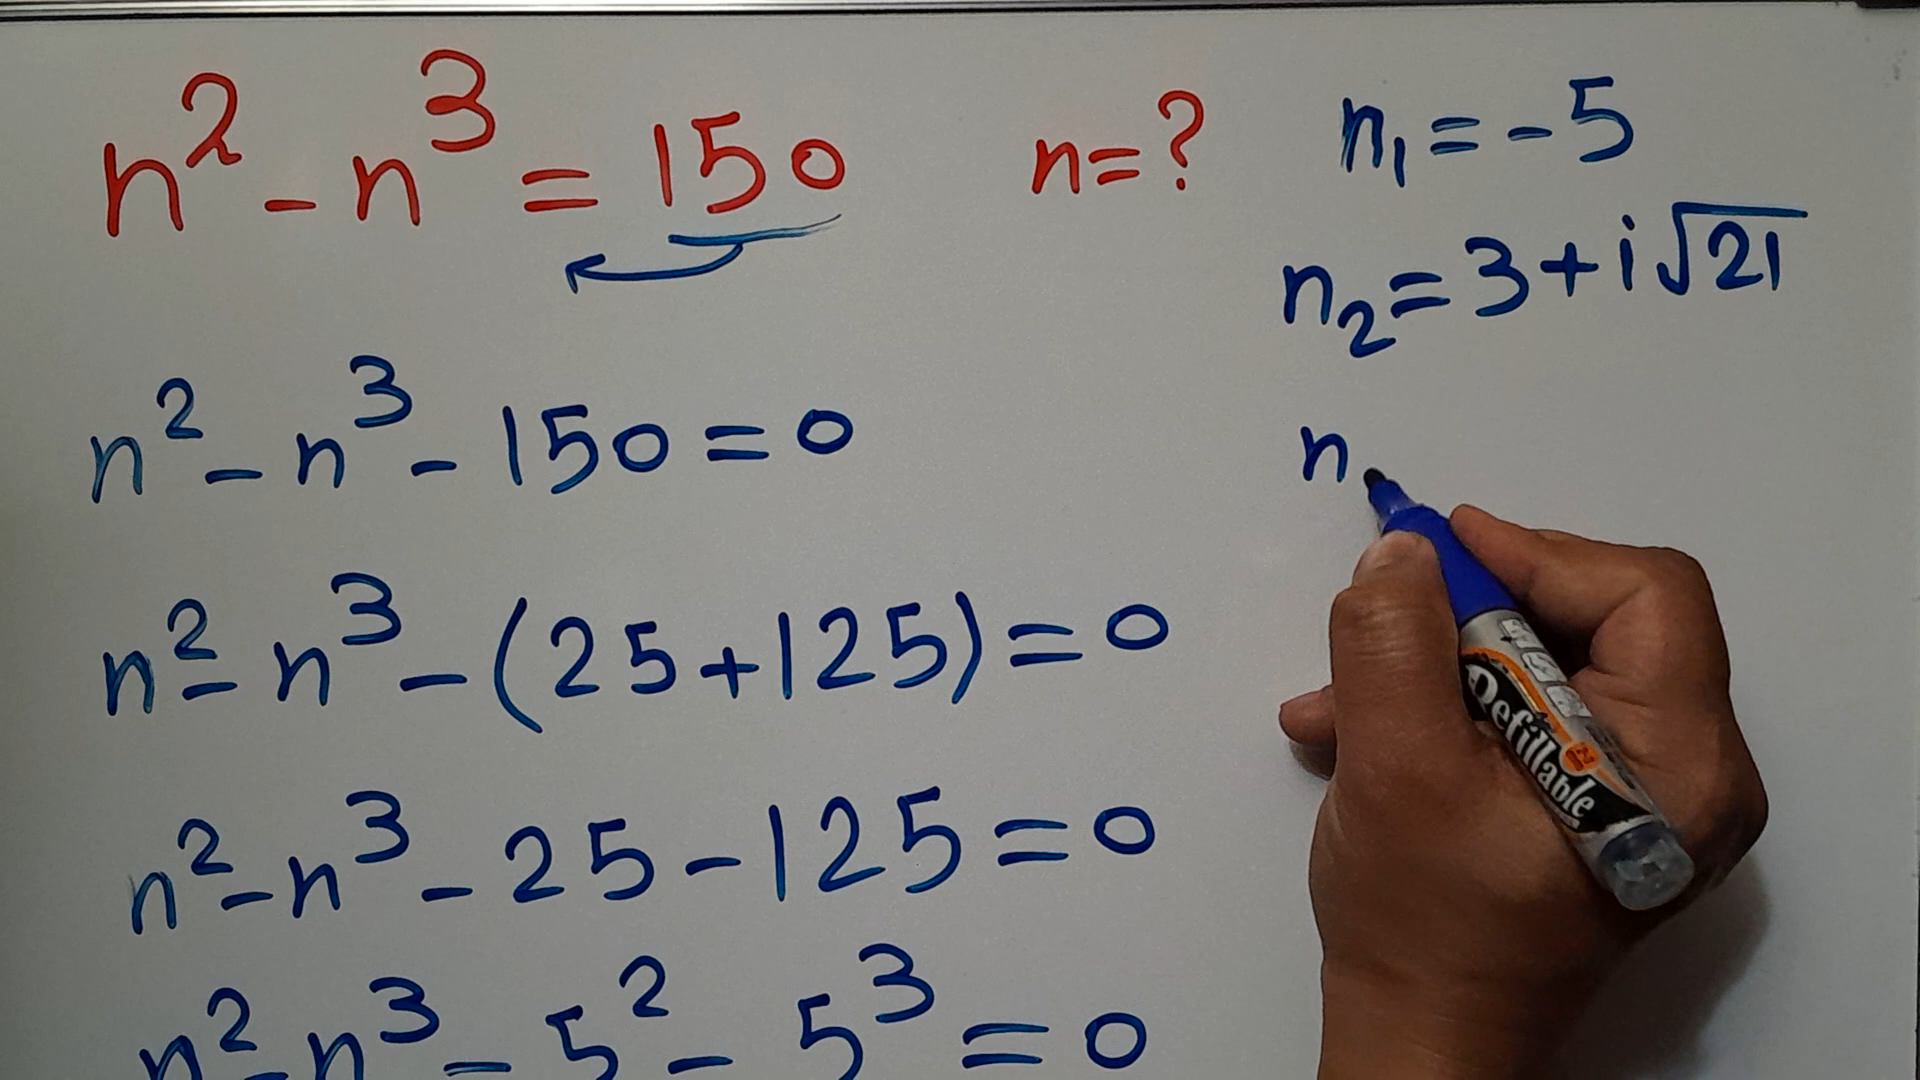 n² - n³ = 150 n = ?
n₁ = -5
n₂ = 3 + i√21
n
n² - n³ - 150 = 0
n² - n³ - (25 + 125) = 0
n² - n³ - 25 - 125 = 0
n² - n³ - 5² - 5³ = 0
Refillable
12